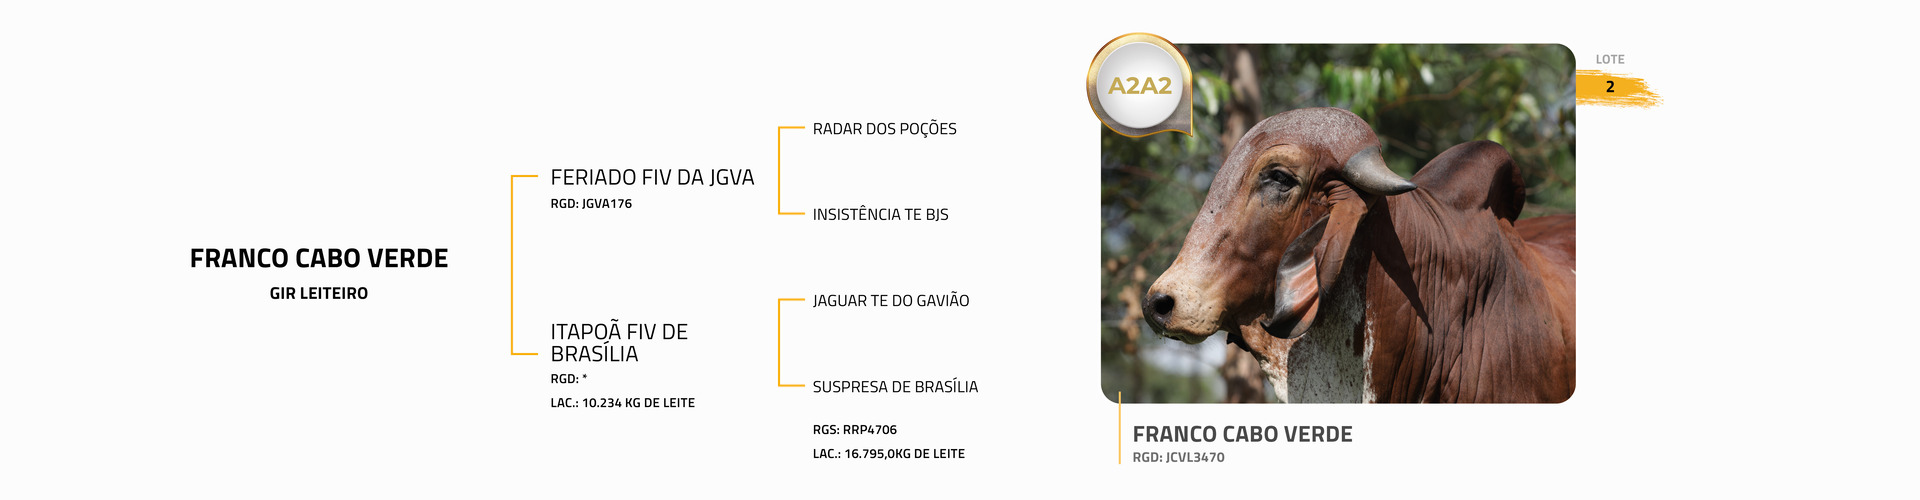 FRANCO CABO VERDE
GIR LEITEIRO
FERIADO FIV DA JGVA
RGD: JGVA176
ITAPOÃ FIV DE
BRASÍLIA
RGD: *
LAC.: 10.234 KG DE LEITE
RADAR DOS POÇÕES
INSISTÊNCIA TE BJS
JAGUAR TE DO GAVIÃO
SUSPRESA DE BRASÍLIA
RGS: RRP4706
LAC.: 16.795,0KG DE LEITE
A2A2
LOTE
2
FRANCO CABO VERDE
RGD: JCVL3470